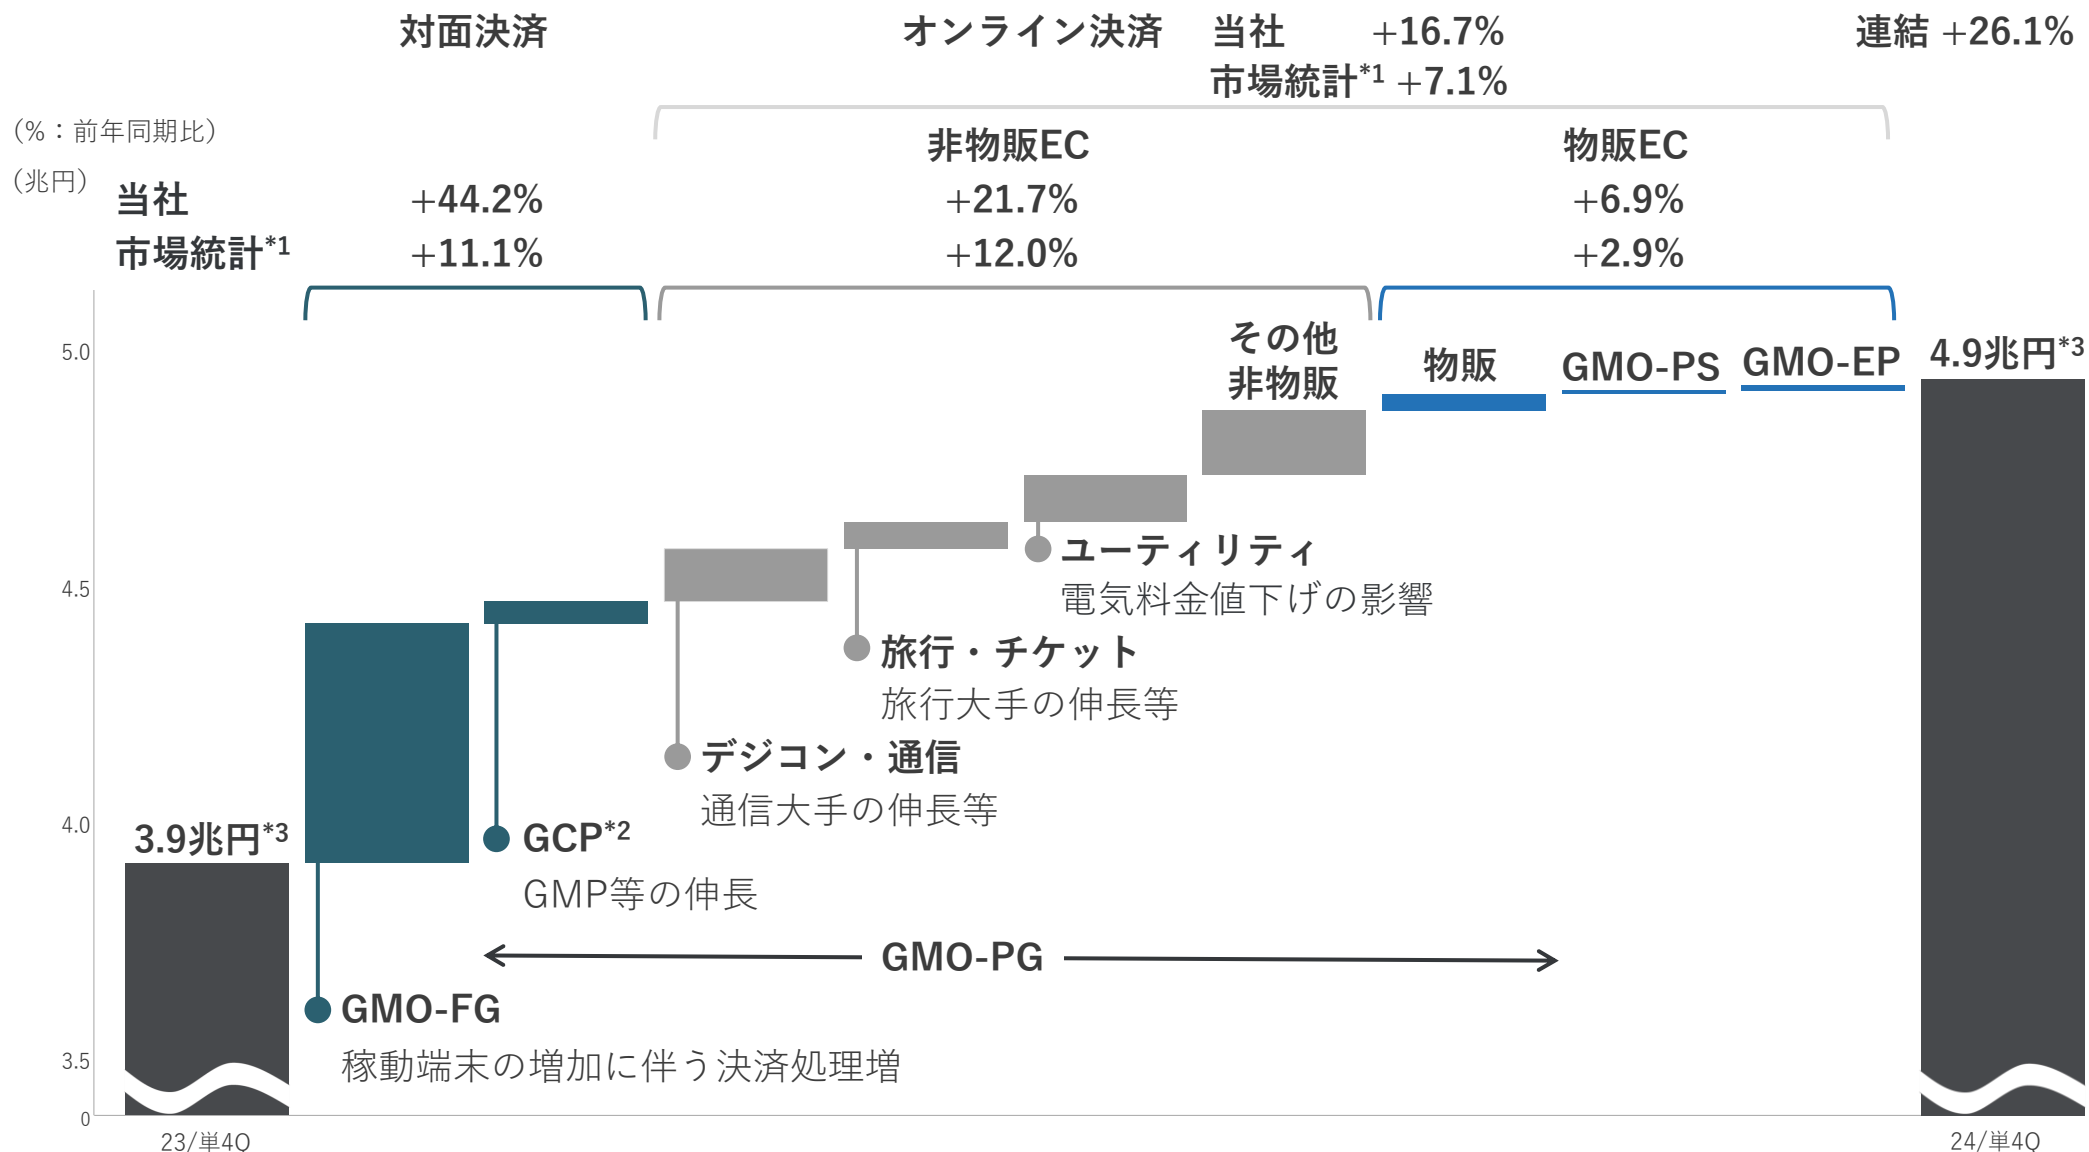 対面決済
オンライン決済 当社 +16.7%
市場統計*1 +7.1%
連結 +26.1%
(%:前年同期比)
(兆円)
非物販EC
物販EC
当社 +44.2% +21.7% +6.9%
市場統計*1 +11.1% +12.0% +2.9%
5.0
4.5
4.0
3.5
0
その他
非物販
物販
GMO-PS
GMO-EP
4.9兆円*3
ユーティリティ
電気料金値下げの影響
旅行・チケット
旅行大手の伸長等
デジコン・通信
通信大手の伸長等
3.9兆円*3
GCP*2
GMP等の伸長
GMO-PG
GMO-FG
稼動端末の増加に伴う決済処理増
23/単4Q
24/単4Q